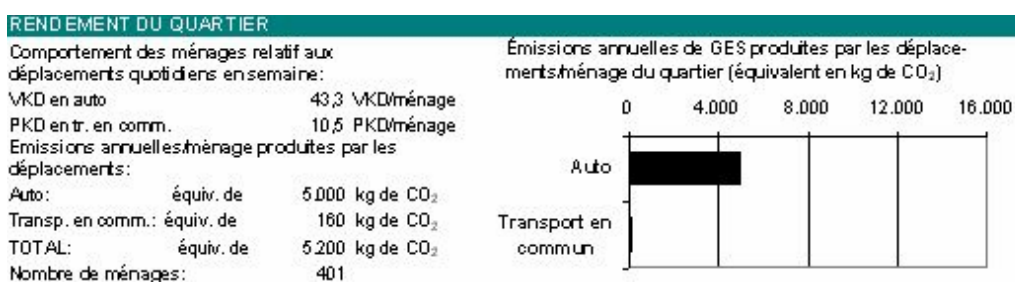 RENDEMENT DU QUARTIER
Comportement des ménages relatif aux
déplacements quotidiens en semaine:
VKD en auto 43,3 VKD/ménage
PKD en tr. en comm. 10,5 PKD/ménage
Emissions annuelles/ménage produites par les
déplacements:
Auto: équiv. de 5.000 kg de CO₂
Transp. en comm.: équiv. de 160 kg de CO₂
TOTAL: équiv. de 5.200 kg de CO₂
Nombre de ménages: 401
Émissions annuelles de GES produites par les déplace-
ments/ménage du quartier (équivalent en kg de CO₂)
0 4.000 8.000 12.000 16.000
Auto
Transport en
commun